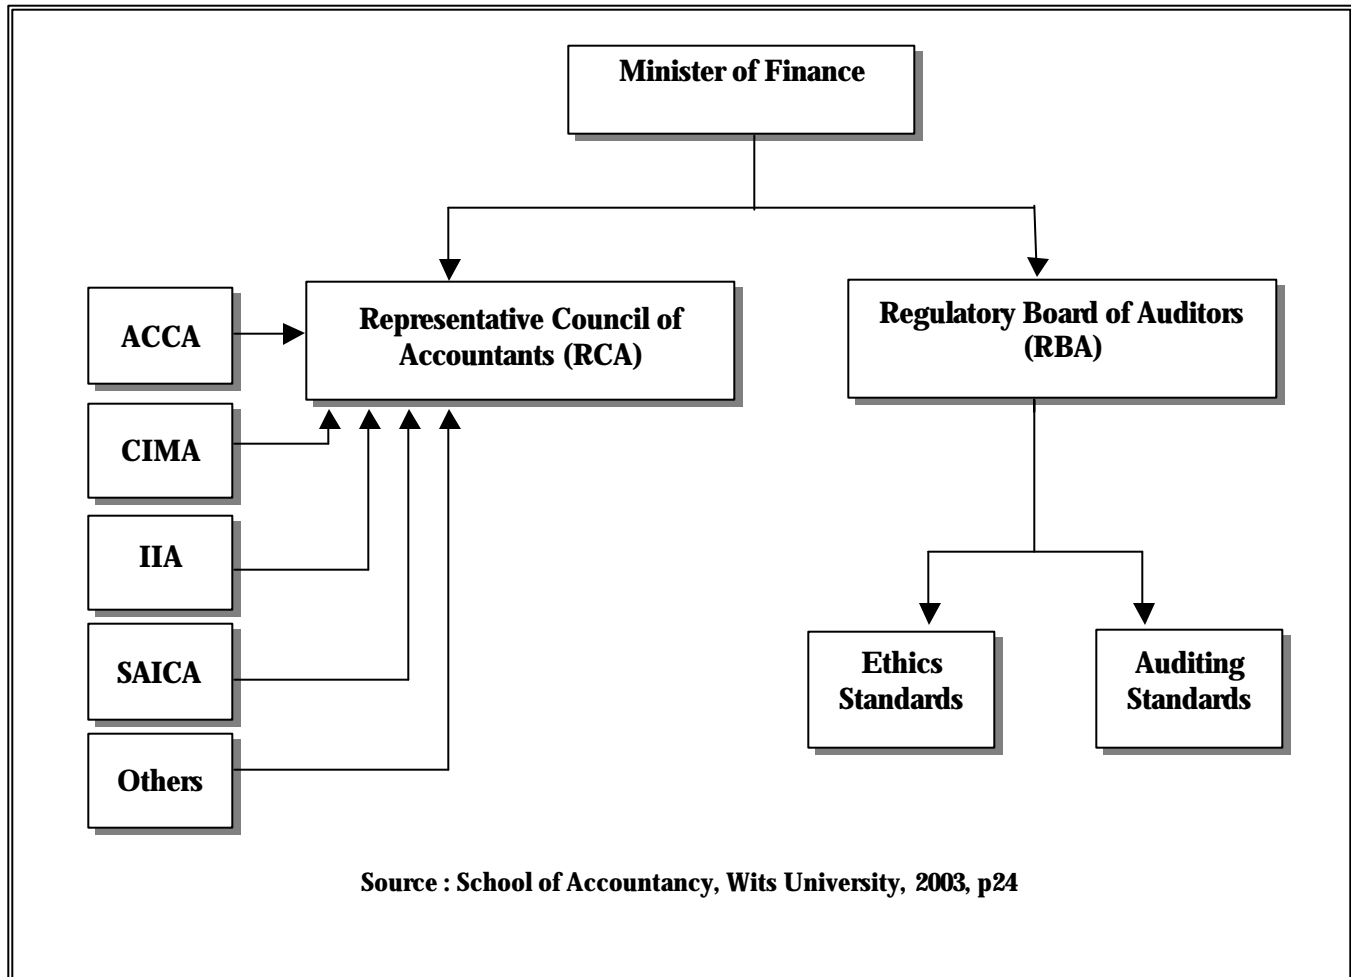 Minister of Finance
Representative Council of
Accountants (RCA)
Regulatory Board of Auditors
(RBA)
ACCA
CIMA
IIA
SAICA
Others
Ethics
Standards
Auditing
Standards
Source : School of Accountancy, Wits University, 2003, p24